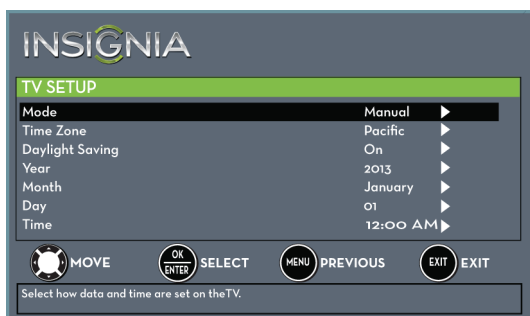 INSIGNIA
TV SETUP
Mode Manual
Time Zone Pacific
Daylight Saving On
Year 2013
Month January
Day 01
Time 12:00 AM
MOVE OK ENTER SELECT MENU PREVIOUS EXIT EXIT
Select how data and time are set on theTV.